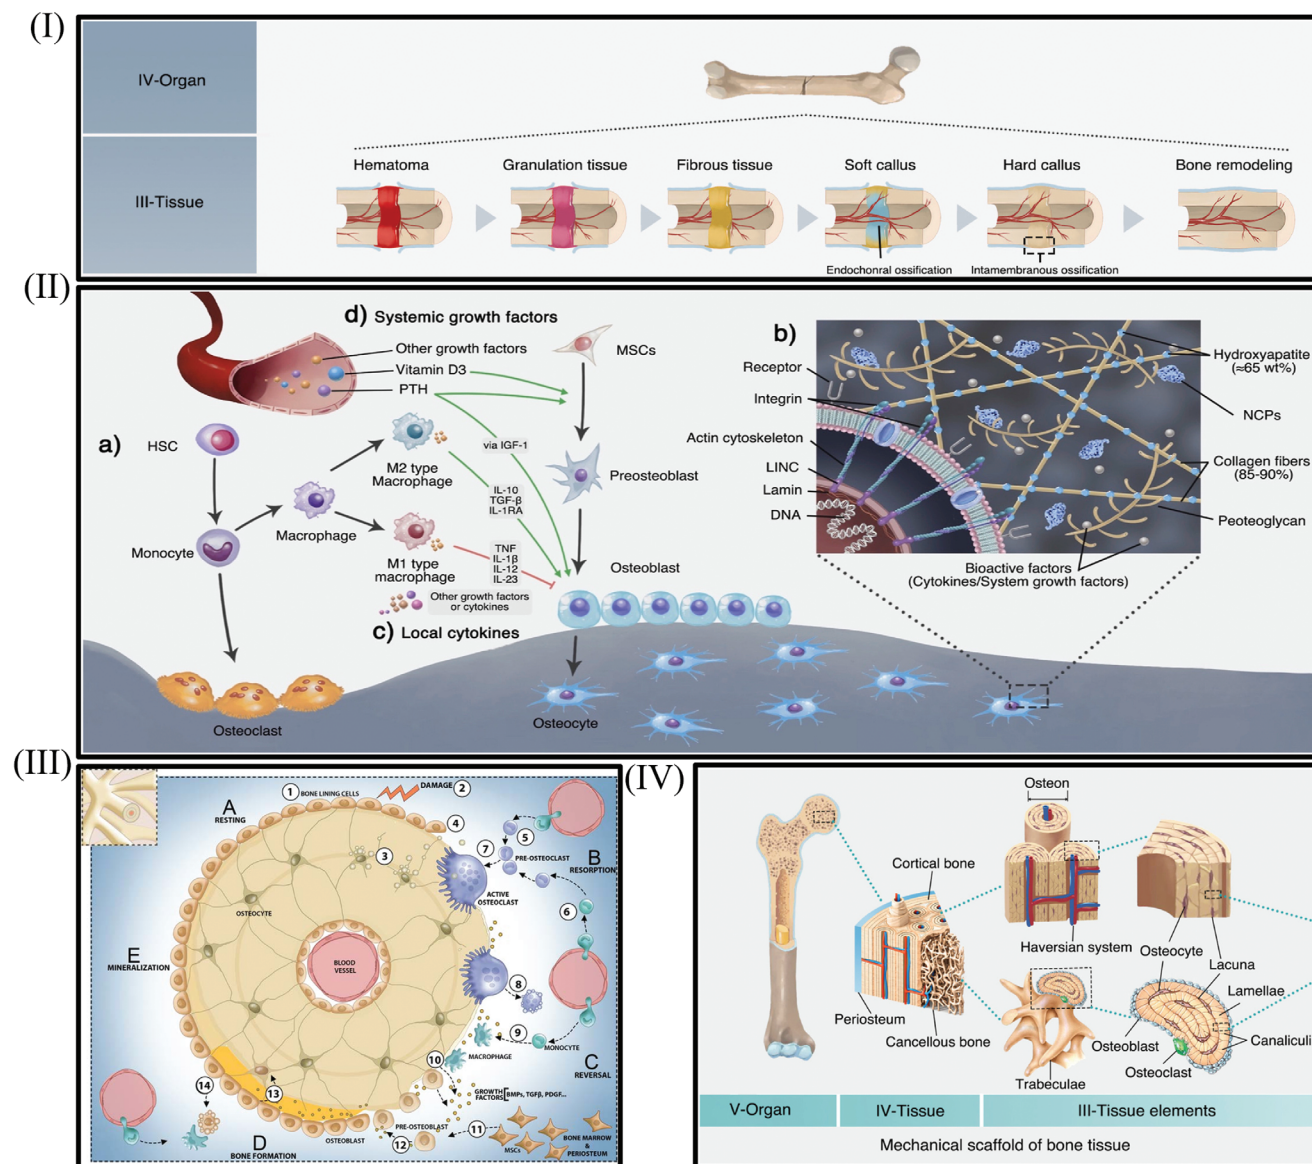 (I)
IV-Organ
III-Tissue
Hematoma
Granulation tissue
Fibrous tissue
Soft callus
Hard callus
Bone remodeling
Endochonral ossification
Intamembranous ossification
(II)
d) Systemic growth factors
Other growth factors
Vitamin D3
PTH
MSCs
a)
HSC
via IGF-1
M2 type
Macrophage
Preosteoblast
IL-10
TGF-β
IL-1RA
Monocyte
Macrophage
M1 type
macrophage
TNF
IL-1β
IL-12
IL-23
Osteoblast
Other growth factors
or cytokines
c) Local cytokines
Osteoclast
Osteocyte
b)
Receptor
Integrin
Actin cytoskeleton
LINC
Lamin
DNA
Hydroxyapatite
(≈65 wt%)
NCPs
Collagen fibers
(85-90%)
Peoteoglycan
Bioactive factors
(Cytokines/System growth factors)
(III)
A
RESTING
1 BONE LINING CELLS
DAMAGE 2
3
4
5
7
PRE-OSTEOCLAST
B
RESORPTION
ACTIVE
OSTEOCLAST
6
OSTEOCYTE
E
MINERALIZATION
BLOOD
VESSEL
8
9
MONOCYTE
MACROPHAGE
C
REVERSAL
10
GROWTH
FACTORS
BMPs, TGFβ, PDGF...
14
13
PRE-OSTEOBLAST
11
OSTEOBLAST
12
MSCs
BONE MARROW
&
PERIOSTEUM
D
BONE FORMATION
(IV)
Osteon
Cortical bone
Haversian system
Osteocyte
Lacuna
Lamellae
Periosteum
Cancellous bone
Osteoblast
Canaliculi
Osteoclast
Trabeculae
V-Organ
IV-Tissue
III-Tissue elements
Mechanical scaffold of bone tissue